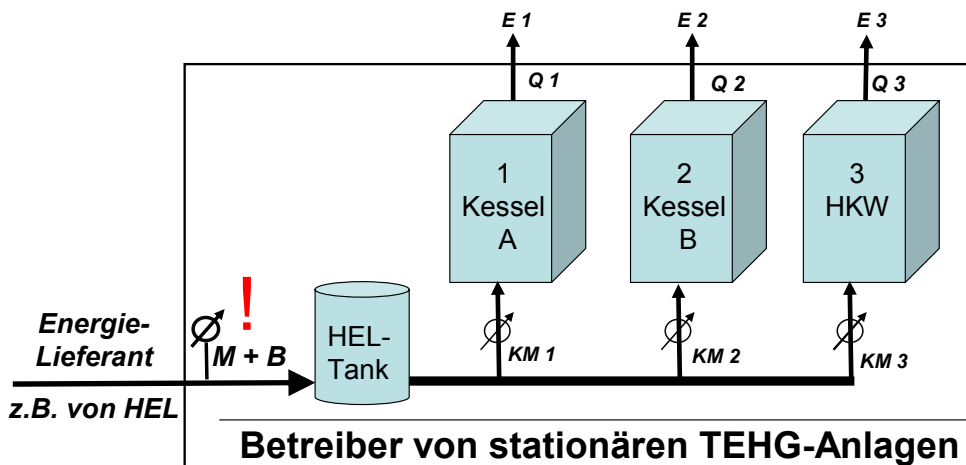 E 1
E 2
E 3
Q 1
Q 2
Q 3
1
Kessel
A
2
Kessel
B
3
HKW
!
Energie-
Lieferant
M + B
HEL-
Tank
KM 1
KM 2
KM 3
z.B. von HEL
Betreiber von stationären TEHG-Anlagen